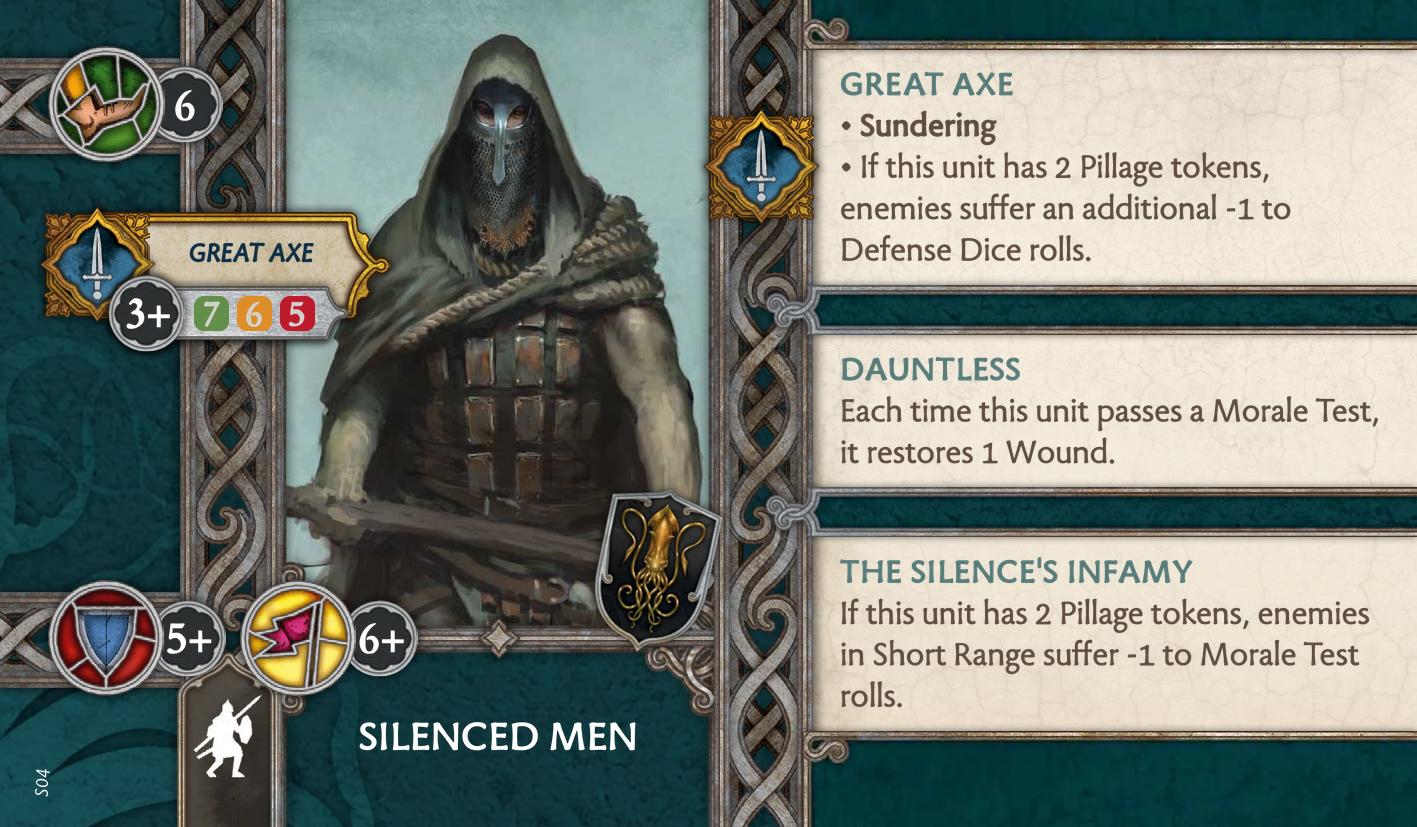 6
GREAT AXE
3+ 7 6 5
5+ 6+
SILENCED MEN
S04
GREAT AXE
• Sundering
• If this unit has 2 Pillage tokens,
enemies suffer an additional -1 to
Defense Dice rolls.
DAUNTLESS
Each time this unit passes a Morale Test,
it restores 1 Wound.
THE SILENCE'S INFAMY
If this unit has 2 Pillage tokens, enemies
in Short Range suffer -1 to Morale Test
rolls.